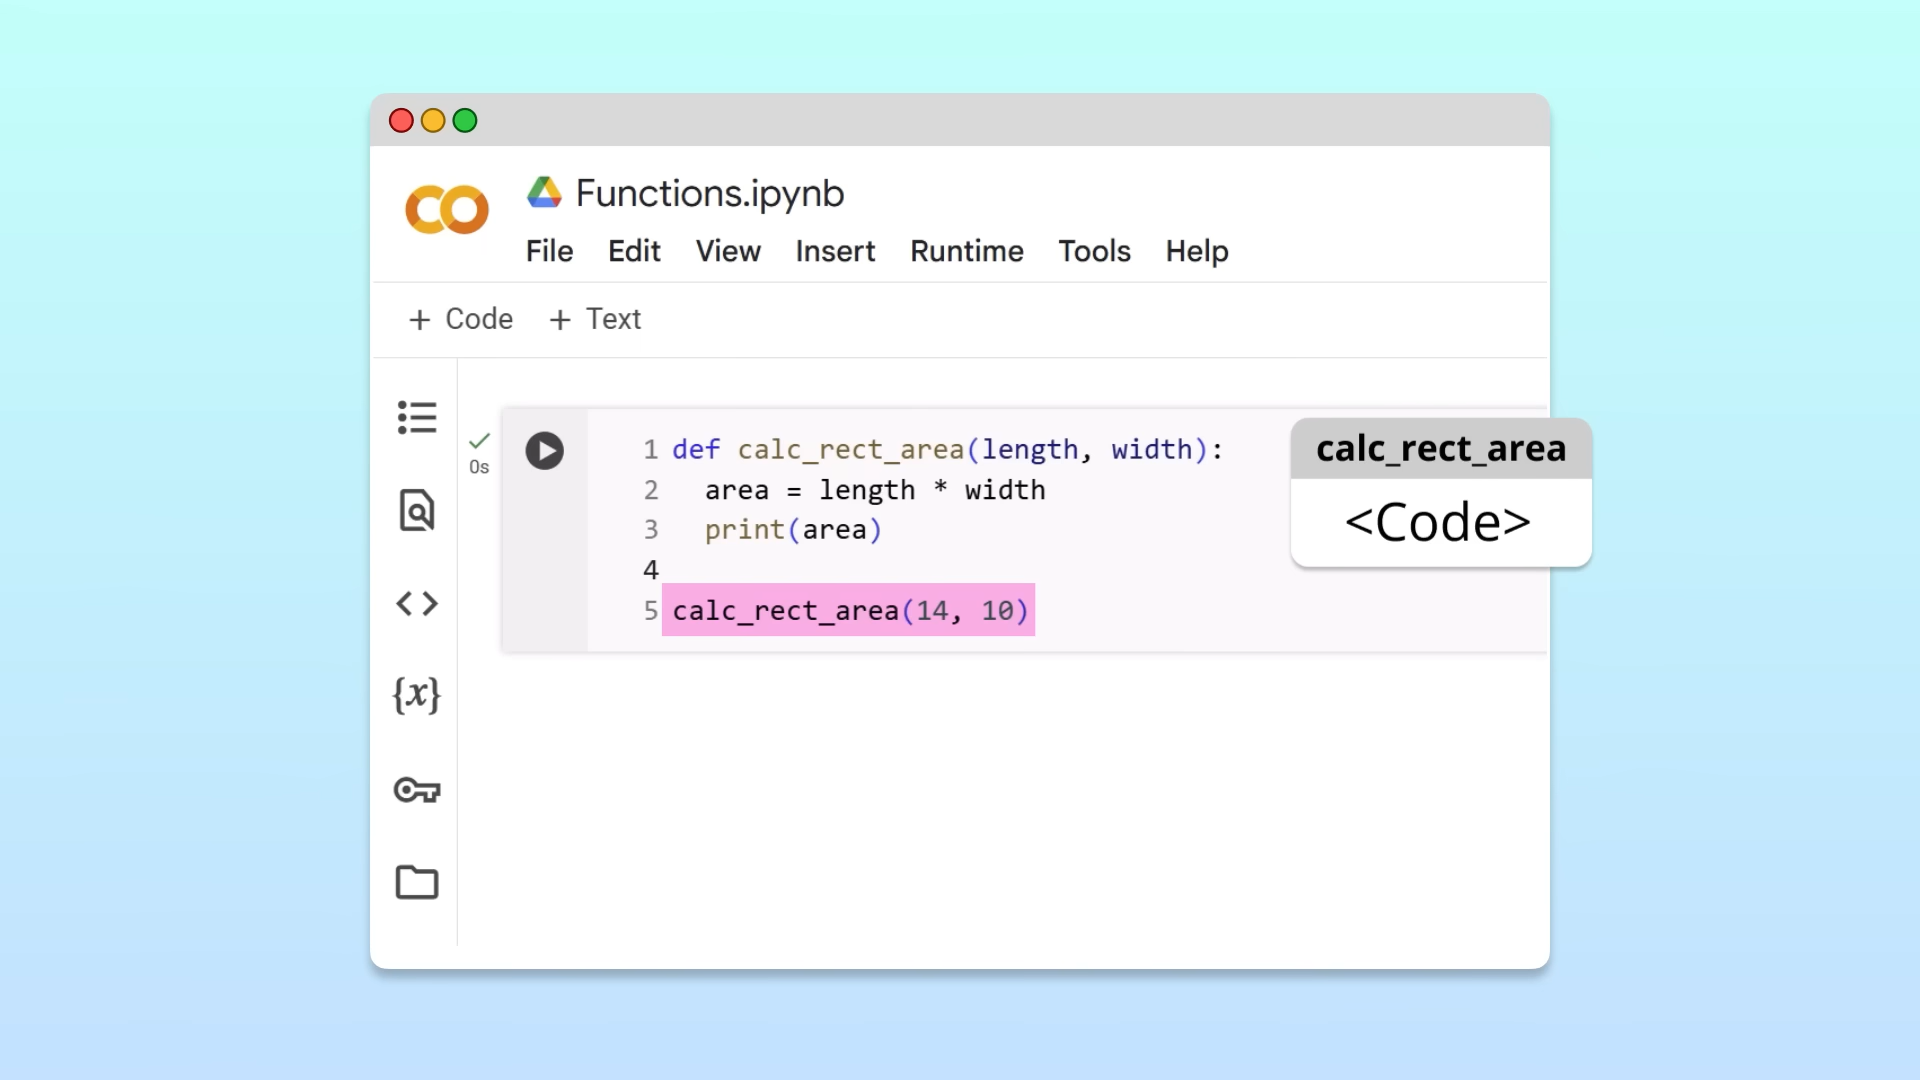 Functions.ipynb
File Edit View Insert Runtime Tools Help
+ Code + Text
0s
1 def calc_rect_area(length, width):
2   area = length * width
3   print(area)
4
5 calc_rect_area(14, 10)
calc_rect_area
<Code>
{x}